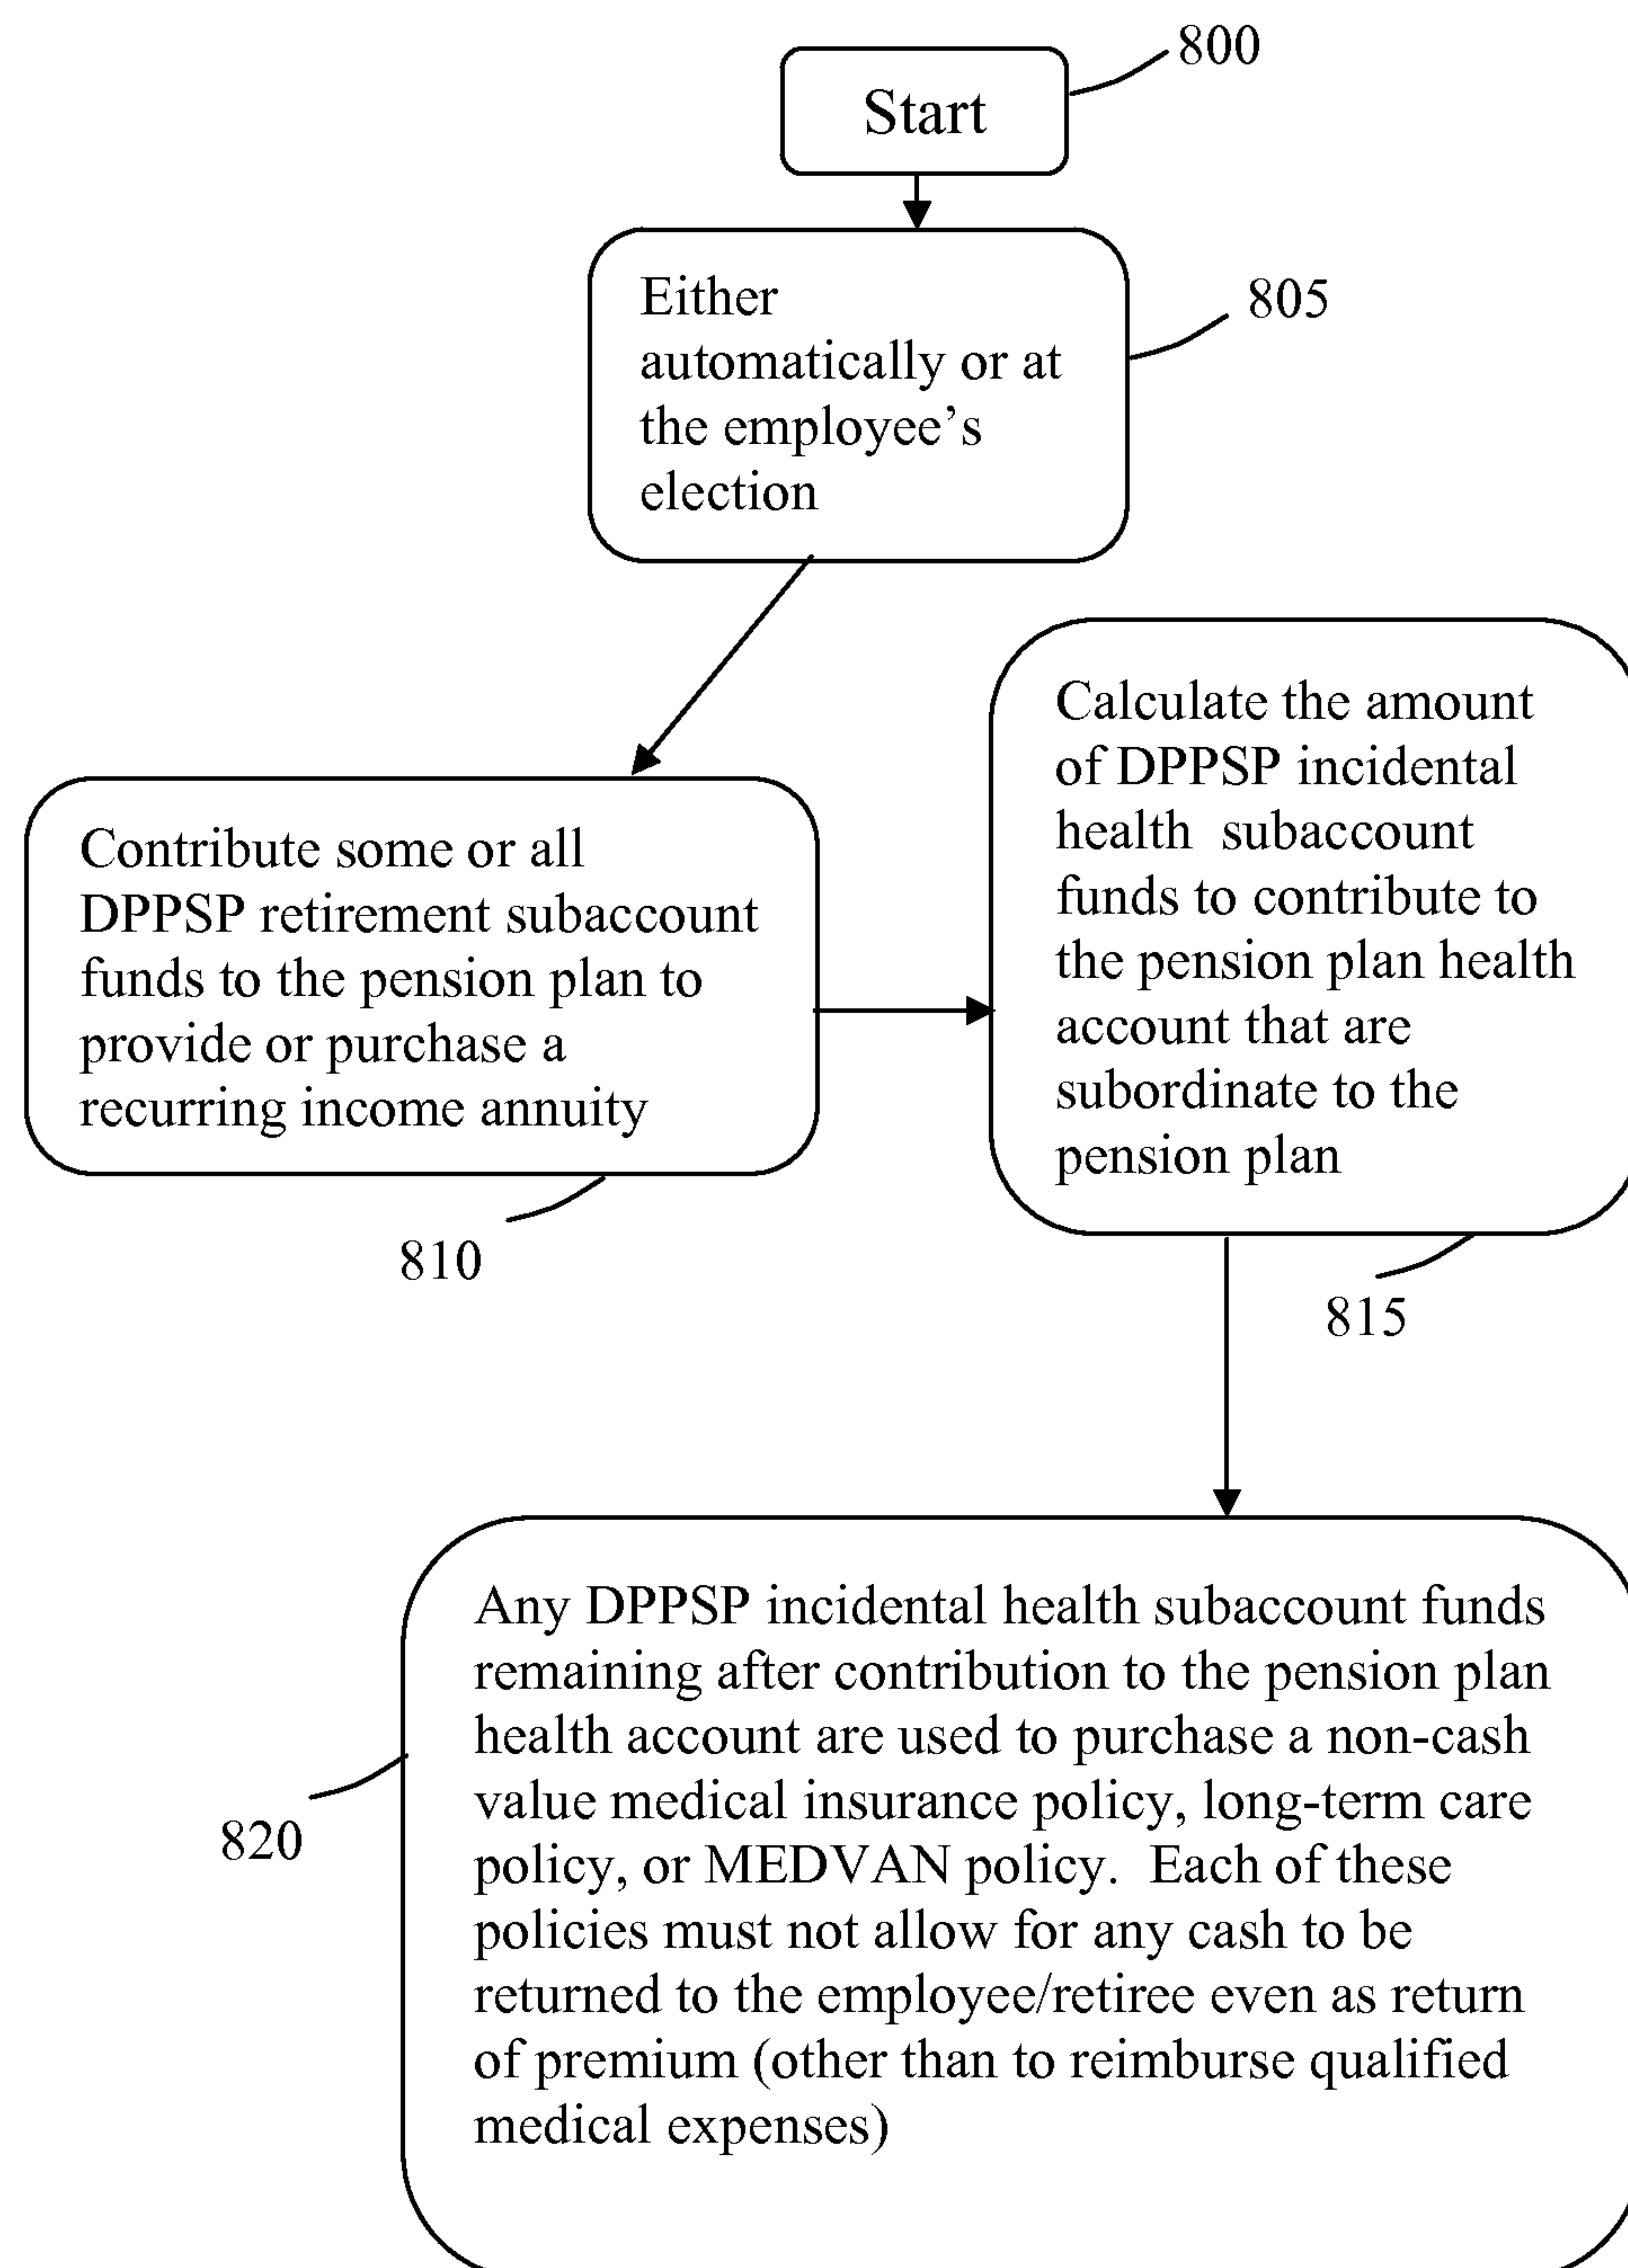 800
Start
Either
automatically or at
the employee’s
election
805
Contribute some or all
DPPSP retirement subaccount
funds to the pension plan to
provide or purchase a
recurring income annuity
810
Calculate the amount
of DPPSP incidental
health  subaccount
funds to contribute to
the pension plan health
account that are
subordinate to the
pension plan
815
Any DPPSP incidental health subaccount funds
remaining after contribution to the pension plan
health account are used to purchase a non-cash
value medical insurance policy, long-term care
policy, or MEDVAN policy.  Each of these
policies must not allow for any cash to be
returned to the employee/retiree even as return
of premium (other than to reimburse qualified
medical expenses)
820